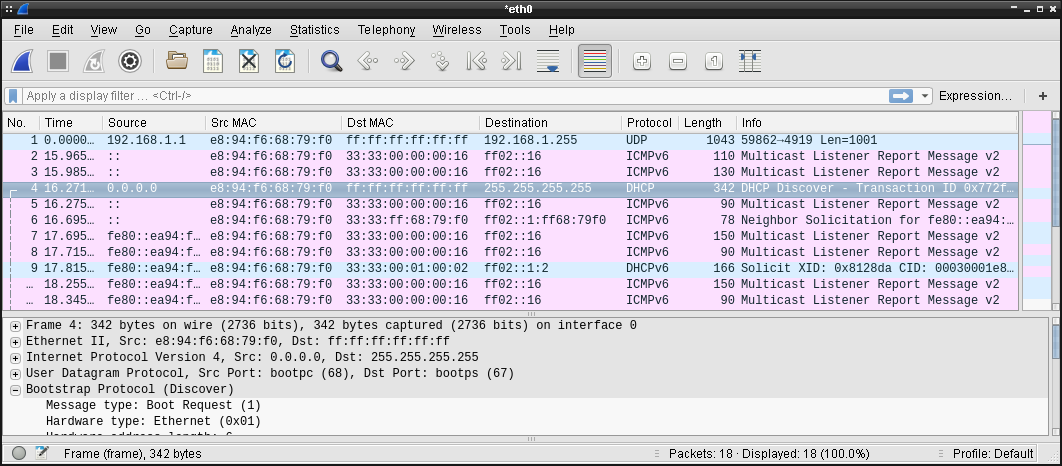 *eth0
File Edit View Go Capture Analyze Statistics Telephony Wireless Tools Help
Apply a display filter … <Ctrl-/> Expression… +
No. Time Source Src MAC Dst MAC Destination Protocol Length Info
1 0.0000… 192.168.1.1 e8:94:f6:68:79:f0 ff:ff:ff:ff:ff:ff 192.168.1.255 UDP 1043 59862→4919 Len=1001
2 15.965… :: e8:94:f6:68:79:f0 33:33:00:00:00:16 ff02::16 ICMPv6 110 Multicast Listener Report Message v2
3 15.985… :: e8:94:f6:68:79:f0 33:33:00:00:00:16 ff02::16 ICMPv6 130 Multicast Listener Report Message v2
4 16.271… 0.0.0.0 e8:94:f6:68:79:f0 ff:ff:ff:ff:ff:ff 255.255.255.255 DHCP 342 DHCP Discover - Transaction ID 0x772f…
5 16.275… :: e8:94:f6:68:79:f0 33:33:00:00:00:16 ff02::16 ICMPv6 90 Multicast Listener Report Message v2
6 16.695… :: e8:94:f6:68:79:f0 33:33:ff:68:79:f0 ff02::1:ff68:79f0 ICMPv6 78 Neighbor Solicitation for fe80::ea94:…
7 17.695… fe80::ea94:f… e8:94:f6:68:79:f0 33:33:00:00:00:16 ff02::16 ICMPv6 150 Multicast Listener Report Message v2
8 17.715… fe80::ea94:f… e8:94:f6:68:79:f0 33:33:00:00:00:16 ff02::16 ICMPv6 90 Multicast Listener Report Message v2
9 17.815… fe80::ea94:f… e8:94:f6:68:79:f0 33:33:00:01:00:02 ff02::1:2 DHCPv6 166 Solicit XID: 0x8128da CID: 00030001e8…
… 18.255… fe80::ea94:f… e8:94:f6:68:79:f0 33:33:00:00:00:16 ff02::16 ICMPv6 150 Multicast Listener Report Message v2
… 18.345… fe80::ea94:f… e8:94:f6:68:79:f0 33:33:00:00:00:16 ff02::16 ICMPv6 90 Multicast Listener Report Message v2
Frame 4: 342 bytes on wire (2736 bits), 342 bytes captured (2736 bits) on interface 0
Ethernet II, Src: e8:94:f6:68:79:f0, Dst: ff:ff:ff:ff:ff:ff
Internet Protocol Version 4, Src: 0.0.0.0, Dst: 255.255.255.255
User Datagram Protocol, Src Port: bootpc (68), Dst Port: bootps (67)
Bootstrap Protocol (Discover)
Message type: Boot Request (1)
Hardware type: Ethernet (0x01)
Hardware address length: 6
Frame (frame), 342 bytes Packets: 18 · Displayed: 18 (100.0%) Profile: Default